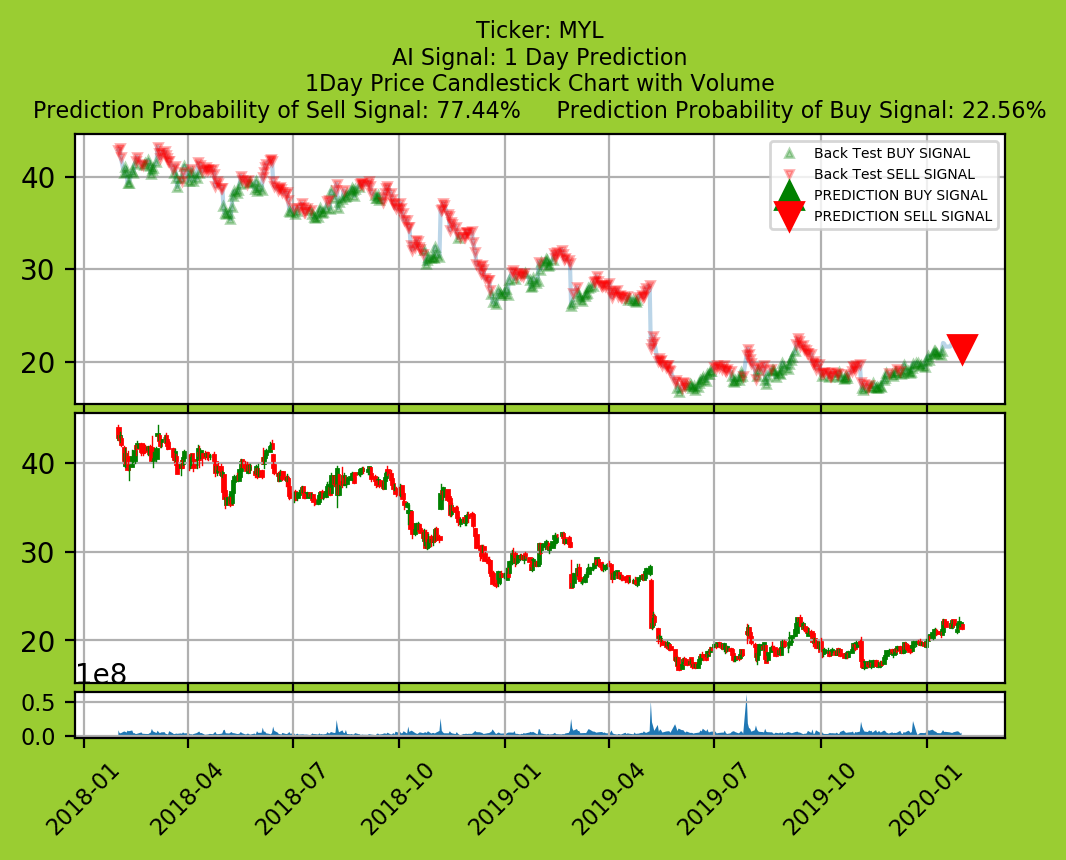 Ticker: MYL
AI Signal: 1 Day Prediction
1Day Price Candlestick Chart with Volume
Prediction Probability of Sell Signal: 77.44% Prediction Probability of Buy Signal: 22.56%
Back Test BUY SIGNAL
Back Test SELL SIGNAL
PREDICTION BUY SIGNAL
PREDICTION SELL SIGNAL
40
30
20
40
30
20
1e8
0.5
0.0
2018-01
2018-04
2018-07
2018-10
2019-01
2019-04
2019-07
2019-10
2020-01